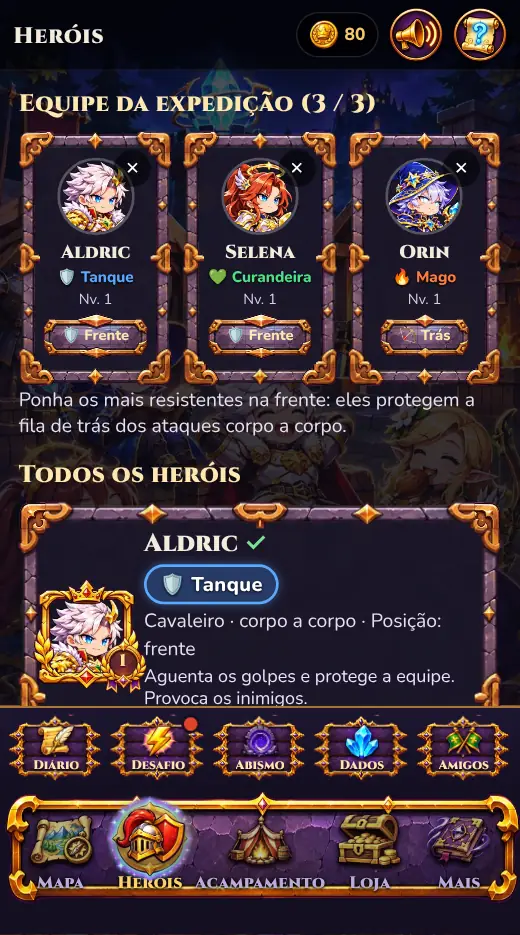 Heróis
80
Equipe da expedição (3 / 3)
Aldric
Tanque
Nv. 1
Frente
Selena
Curandeira
Nv. 1
Frente
Orin
Mago
Nv. 1
Trás
Ponha os mais resistentes na frente: eles protegem a
fila de trás dos ataques corpo a corpo.
Todos os heróis
Aldric
Tanque
Cavaleiro · corpo a corpo · Posição:
frente
1
Aguenta os golpes e protege a equipe.
Provoca os inimigos.
Diário
Desafio
Abismo
Dados
Amigos
Mapa
Heróis
Acampamento
Loja
Mais